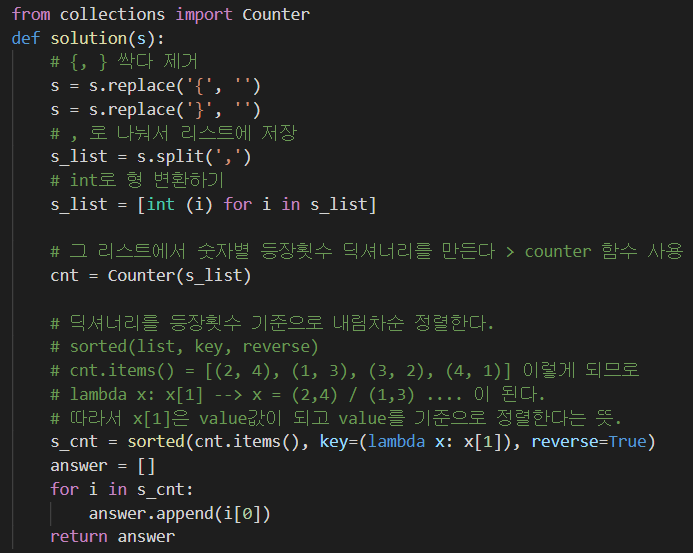 from collections import Counter
def solution(s):
    # {, } 싹다 제거
    s = s.replace('{', '')
    s = s.replace('}', '')
    # , 로 나눠서 리스트에 저장
    s_list = s.split(',')
    # int로 형 변환하기
    s_list = [int (i) for i in s_list]
    # 그 리스트에서 숫자별 등장횟수 딕셔너리를 만든다 > counter 함수 사용
    cnt = Counter(s_list)
    # 딕셔너리를 등장횟수 기준으로 내림차순 정렬한다.
    # sorted(list, key, reverse)
    # cnt.items() = [(2, 4), (1, 3), (3, 2), (4, 1)] 이렇게 되므로
    # lambda x: x[1] --> x = (2,4) / (1,3) .... 이 된다.
    # 따라서 x[1]은 value값이 되고 value를 기준으로 정렬한다는 뜻.
    s_cnt = sorted(cnt.items(), key=(lambda x: x[1]), reverse=True)
    answer = []
    for i in s_cnt:
        answer.append(i[0])
    return answer